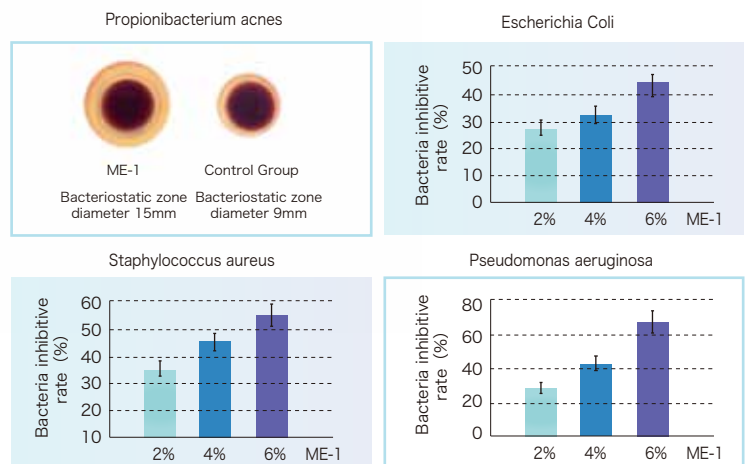 Propionibacterium acnes
ME-1
Control Group
Bacteriostatic zone
diameter 15mm
Bacteriostatic zone
diameter 9mm
Escherichia Coli
Bacteria inhibitive
rate (%)
50
40
30
20
10
0
2% 4% 6% ME-1
Staphylococcus aureus
Bacteria inhibitive
rate (%)
60
50
40
30
20
10
2% 4% 6% ME-1
Pseudomonas aeruginosa
Bacteria inhibitive
rate (%)
80
60
40
20
0
2% 4% 6% ME-1